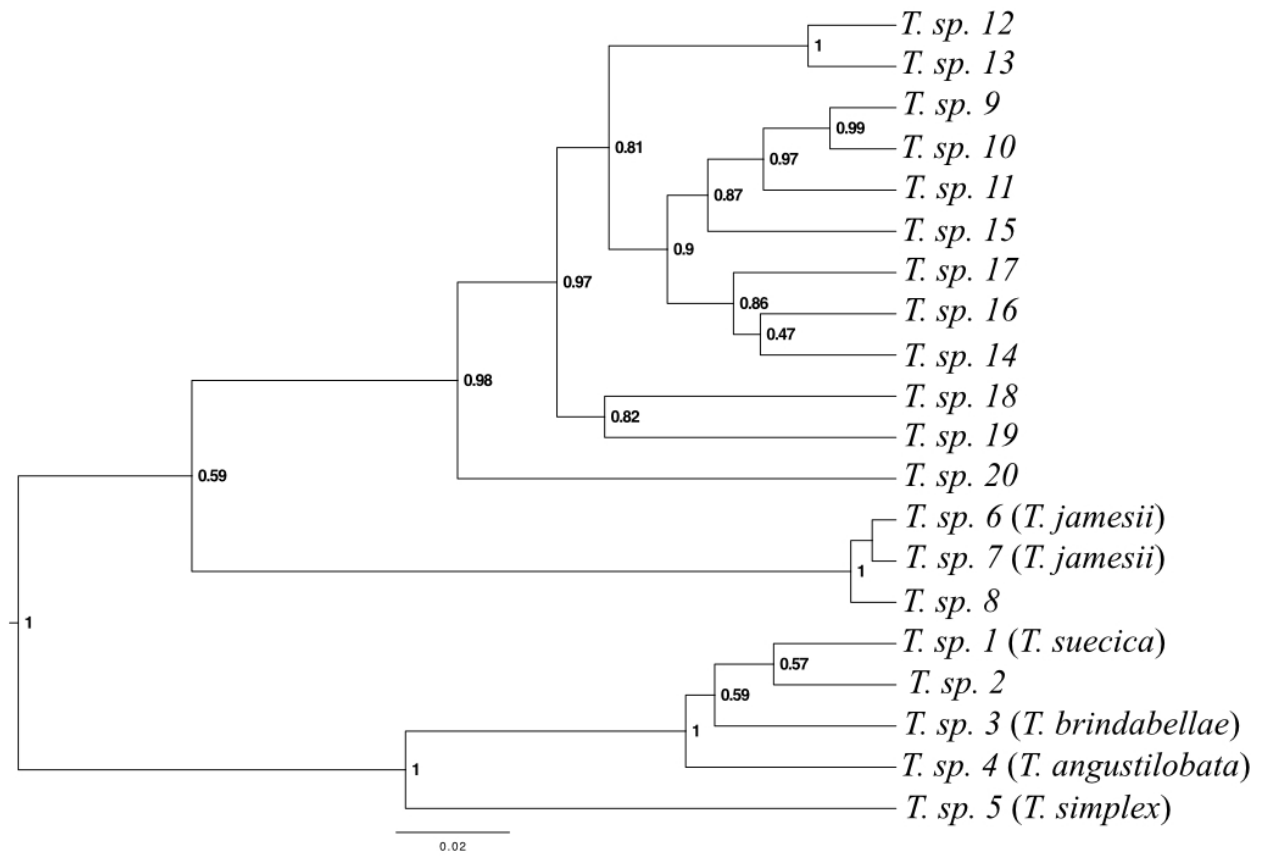 T. sp. 12
1
T. sp. 13
T. sp. 9
0.99
T. sp. 10
0.81
0.97
T. sp. 11
0.87
T. sp. 15
0.9
T. sp. 17
0.97
0.86
T. sp. 16
0.47
T. sp. 14
0.98
T. sp. 18
0.82
T. sp. 19
0.59
T. sp. 20
T. sp. 6 (T. jamesii)
T. sp. 7 (T. jamesii)
1
T. sp. 8
1
T. sp. 1 (T. suecica)
0.57
T. sp. 2
0.59
T. sp. 3 (T. brindabellae)
1
T. sp. 4 (T. angustilobata)
1
T. sp. 5 (T. simplex)
0.02